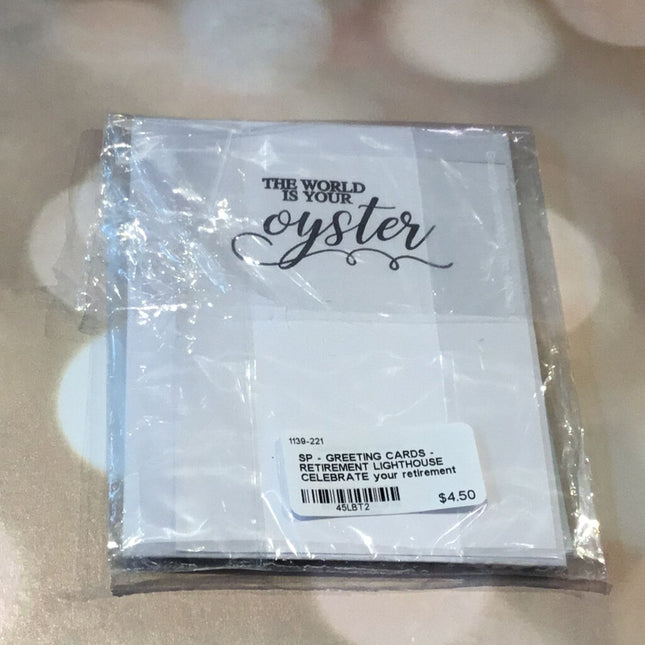 THE WORLD
IS YOUR
oyster
1139-221
SP - GREETING CARDS -
RETIREMENT LIGHTHOUSE
CELEBRATE your retirement
45LBT2
$4.50